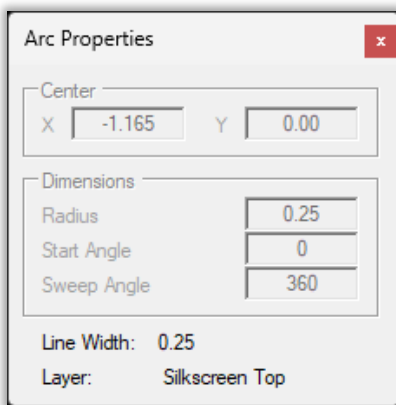 Arc Properties x
Center
X -1.165 Y 0.00
Dimensions
Radius 0.25
Start Angle 0
Sweep Angle 360
Line Width: 0.25
Layer: Silkscreen Top